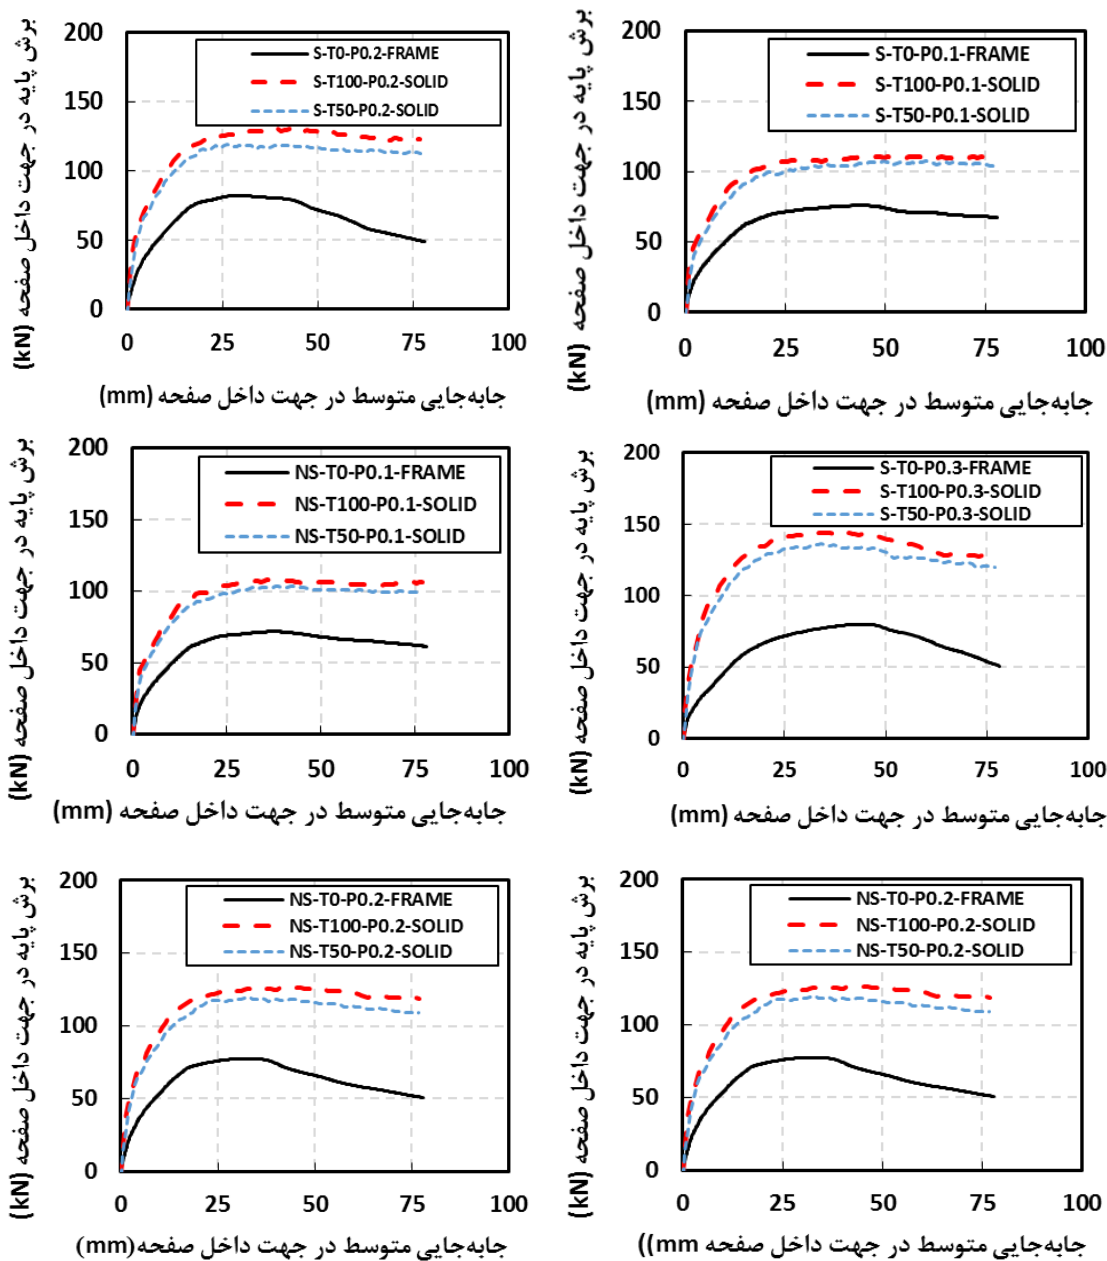 برش پایه در جهت داخل صفحه (kN)
200
150
100
50
0
S-T0-P0.2-FRAME
S-T100-P0.2-SOLID
S-T50-P0.2-SOLID
0 25 50 75 100
جابه‌جایی متوسط در جهت داخل صفحه (mm)
برش پایه در جهت داخل صفحه (kN)
200
150
100
50
0
S-T0-P0.1-FRAME
S-T100-P0.1-SOLID
S-T50-P0.1-SOLID
0 25 50 75 100
جابه‌جایی متوسط در جهت داخل صفحه (mm)
برش پایه در جهت داخل صفحه (kN)
200
150
100
50
0
NS-T0-P0.1-FRAME
NS-T100-P0.1-SOLID
NS-T50-P0.1-SOLID
0 25 50 75 100
جابه‌جایی متوسط در جهت داخل صفحه (mm)
برش پایه در جهت داخل صفحه (kN)
200
150
100
50
0
S-T0-P0.3-FRAME
S-T100-P0.3-SOLID
S-T50-P0.3-SOLID
0 25 50 75 100
جابه‌جایی متوسط در جهت داخل صفحه (mm)
برش پایه در جهت داخل صفحه (kN)
200
150
100
50
0
NS-T0-P0.2-FRAME
NS-T100-P0.2-SOLID
NS-T50-P0.2-SOLID
0 25 50 75 100
جابه‌جایی متوسط در جهت داخل صفحه(mm)
برش پایه در جهت داخل صفحه (kN)
200
150
100
50
0
NS-T0-P0.2-FRAME
NS-T100-P0.2-SOLID
NS-T50-P0.2-SOLID
0 25 50 75 100
جابه‌جایی متوسط در جهت داخل صفحه mm))